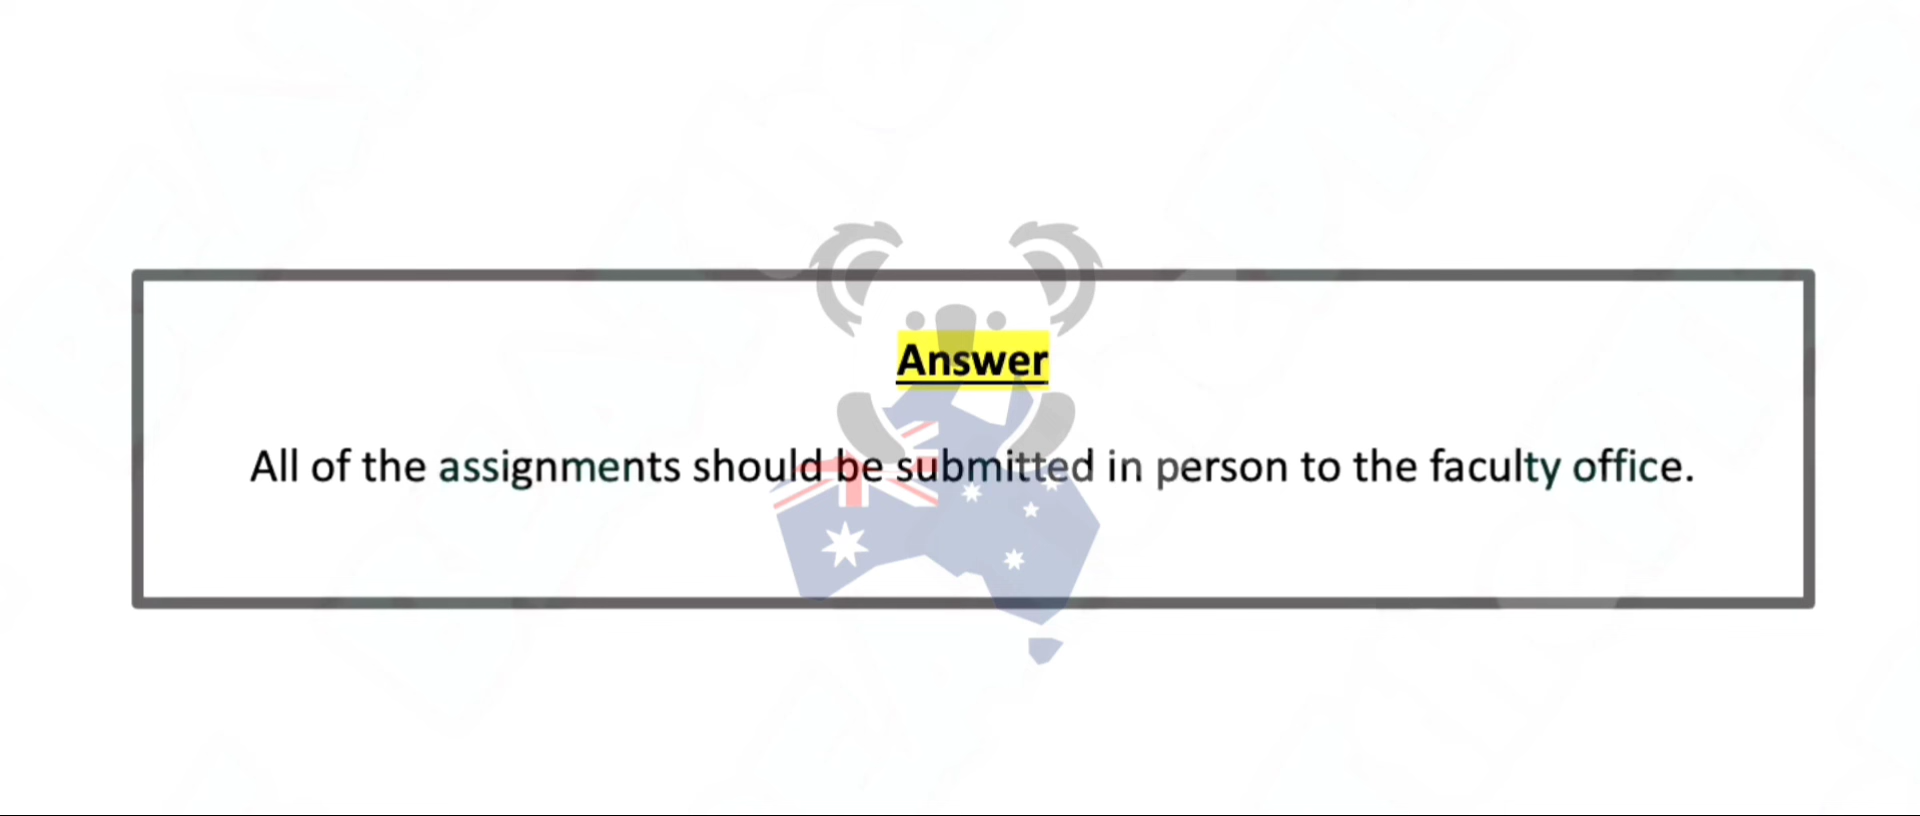 Answer
All of the assignments should be submitted in person to the faculty office.